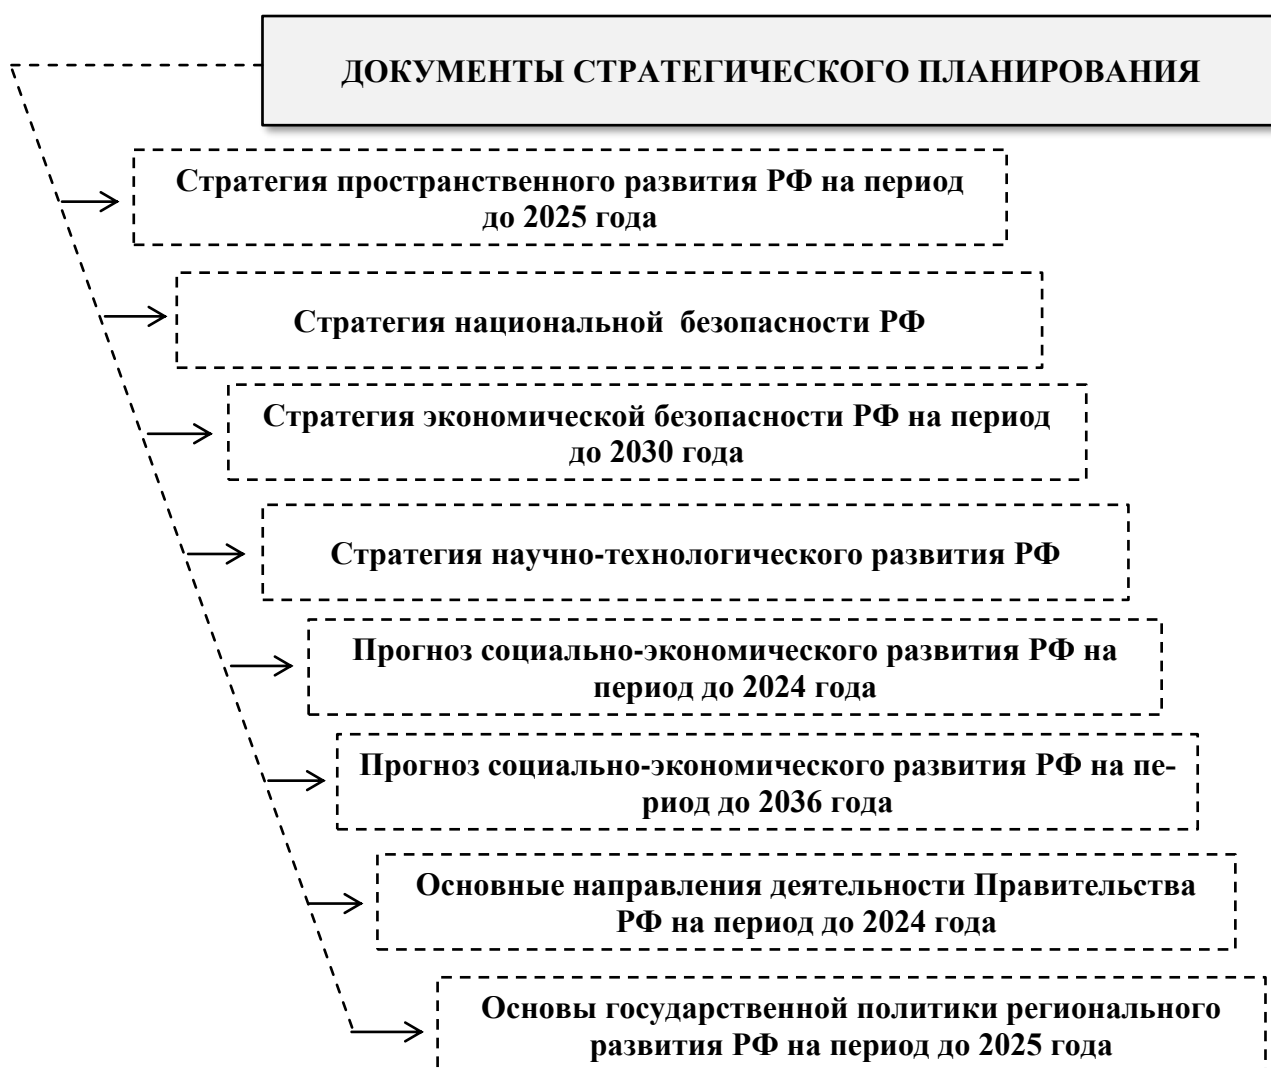 ДОКУМЕНТЫ СТРАТЕГИЧЕСКОГО ПЛАНИРОВАНИЯ
Стратегия пространственного развития РФ на период
до 2025 года
Стратегия национальной безопасности РФ
Стратегия экономической безопасности РФ на период
до 2030 года
Стратегия научно-технологического развития РФ
Прогноз социально-экономического развития РФ на
период до 2024 года
Прогноз социально-экономического развития РФ на пе-
риод до 2036 года
Основные направления деятельности Правительства
РФ на период до 2024 года
Основы государственной политики регионального
развития РФ на период до 2025 года